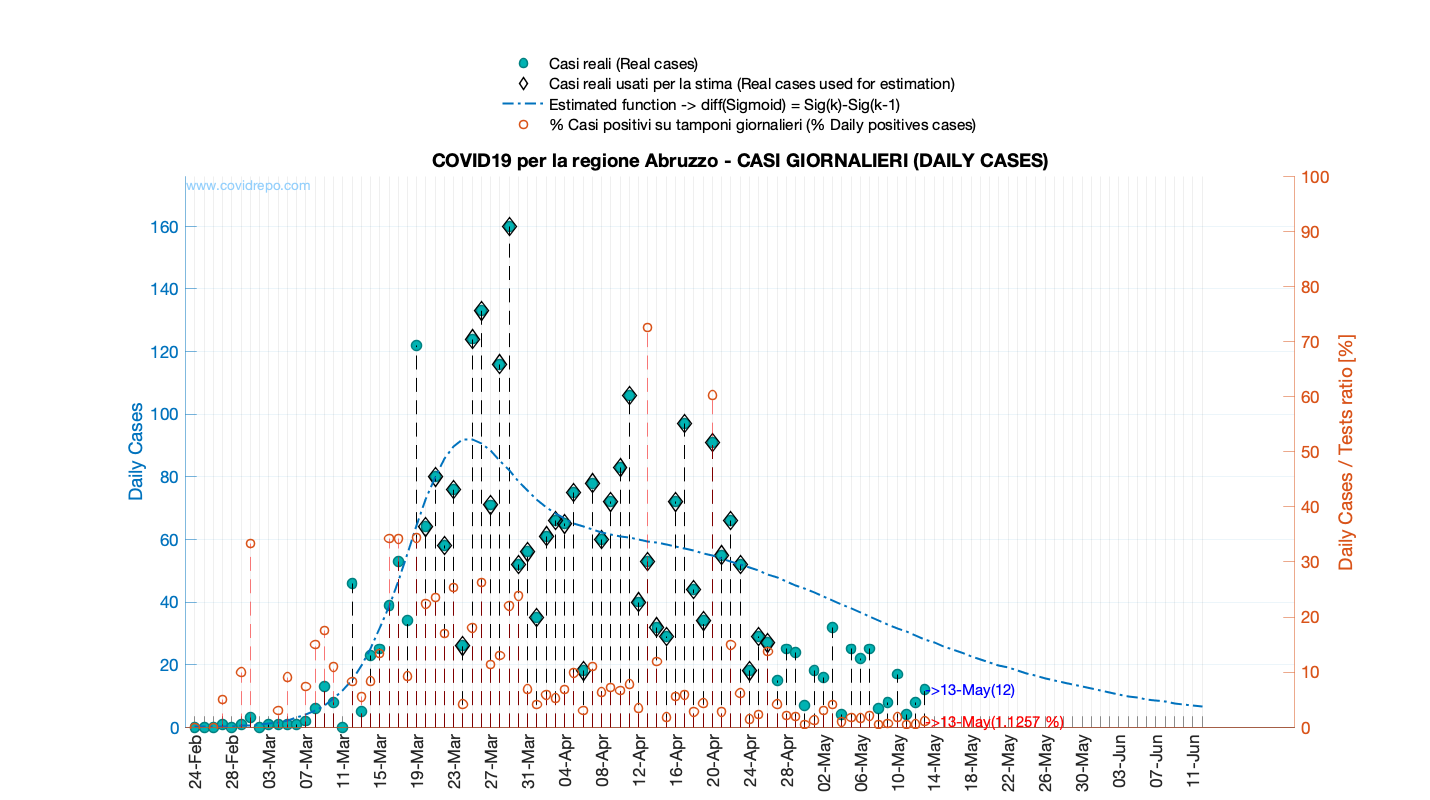 Casi reali (Real cases)
Casi reali usati per la stima (Real cases used for estimation)
Estimated function -> diff(Sigmoid) = Sig(k)-Sig(k-1)
% Casi positivi su tamponi giornalieri (% Daily positives cases)
COVID19 per la regione Abruzzo - CASI GIORNALIERI (DAILY CASES)
www.covidrepo.com
Daily Cases
160
140
120
100
80
60
40
20
0
100
90
80
70
60
50
40
30
20
10
0
Daily Cases / Tests ratio [%]
->13-May(12)
->13-May(1.1257 %)
24-Feb
28-Feb
03-Mar
07-Mar
11-Mar
15-Mar
19-Mar
23-Mar
27-Mar
31-Mar
04-Apr
08-Apr
12-Apr
16-Apr
20-Apr
24-Apr
28-Apr
02-May
06-May
10-May
14-May
18-May
22-May
26-May
30-May
03-Jun
07-Jun
11-Jun